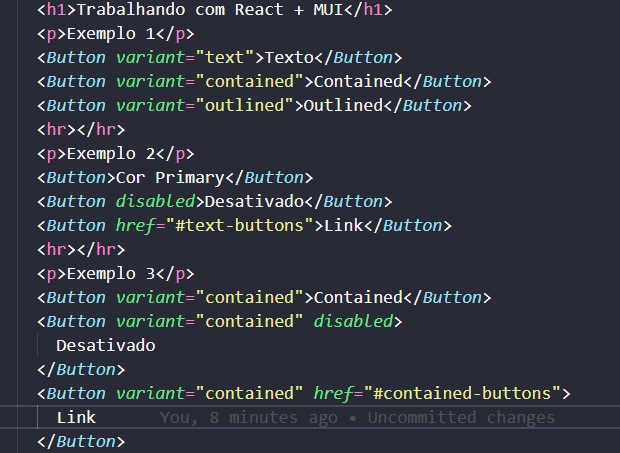 <h1>Trabalhando com React + MUI</h1>
<p>Exemplo 1</p>
<Button variant="text">Texto</Button>
<Button variant="contained">Contained</Button>
<Button variant="outlined">Outlined</Button>
<hr></hr>
<p>Exemplo 2</p>
<Button>Cor Primary</Button>
<Button disabled>Desativado</Button>
<Button href="#text-buttons">Link</Button>
<hr></hr>
<p>Exemplo 3</p>
<Button variant="contained">Contained</Button>
<Button variant="contained" disabled>
Desativado
</Button>
<Button variant="contained" href="#contained-buttons">
Link You, 8 minutes ago • Uncommitted changes
</Button>